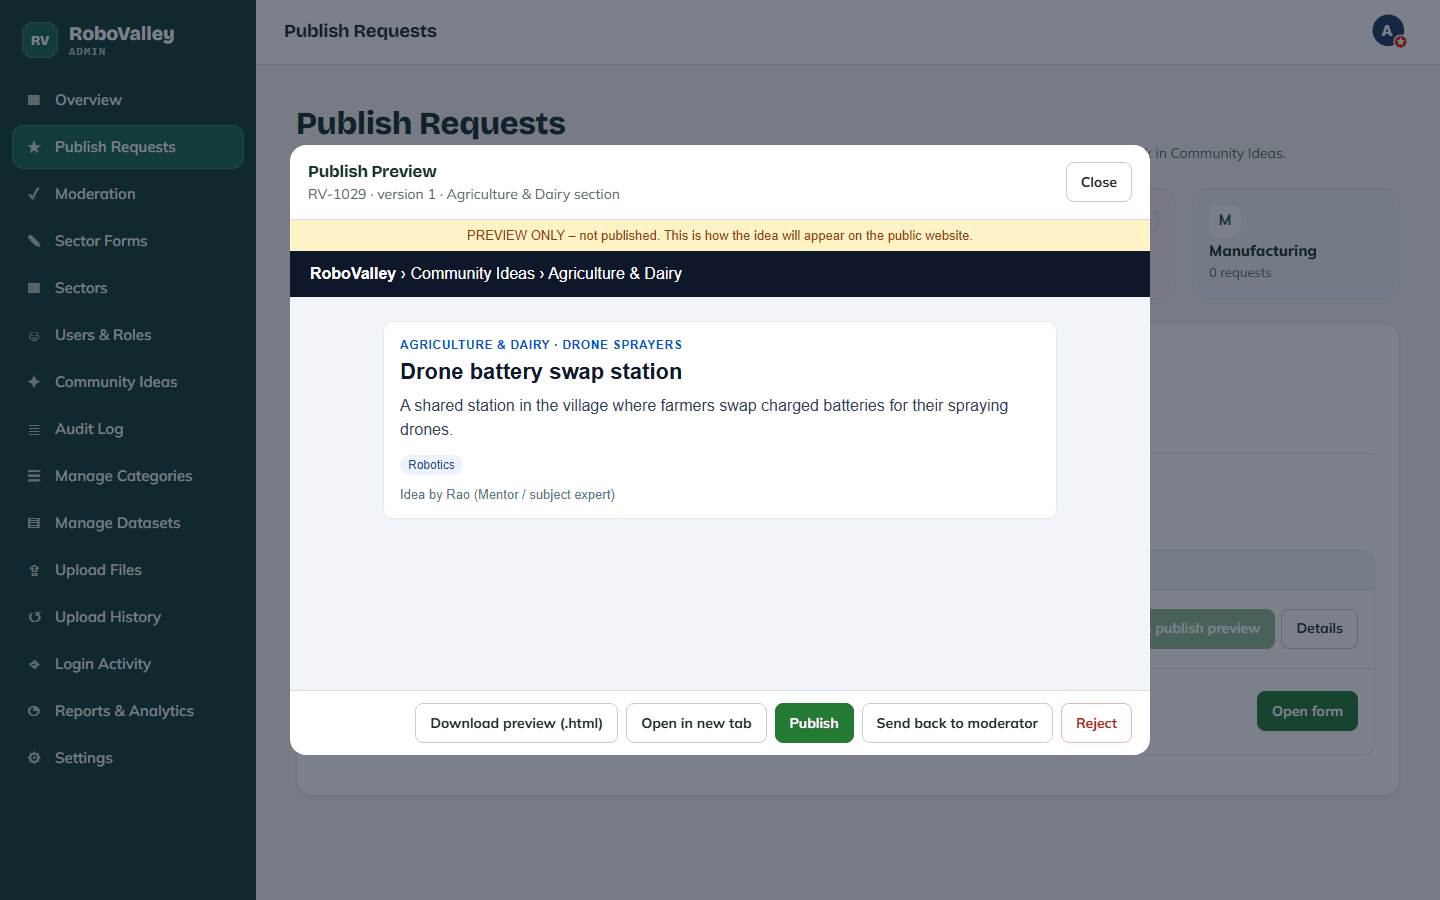 RV
RoboValley
ADMIN
Overview
Publish Requests
Moderation
Sector Forms
Sectors
Users & Roles
Community Ideas
Audit Log
Manage Categories
Manage Datasets
Upload Files
Upload History
Login Activity
Reports & Analytics
Settings
Publish Requests
A
Publish Requests
in Community Ideas.
M
Manufacturing
0 requests
Publish Preview
RV-1029 · version 1 · Agriculture & Dairy section
Close
PREVIEW ONLY – not published. This is how the idea will appear on the public website.
RoboValley › Community Ideas › Agriculture & Dairy
AGRICULTURE & DAIRY · DRONE SPRAYERS
Drone battery swap station
A shared station in the village where farmers swap charged batteries for their spraying
drones.
Robotics
Idea by Rao (Mentor / subject expert)
publish preview
Details
Open form
Download preview (.html)
Open in new tab
Publish
Send back to moderator
Reject